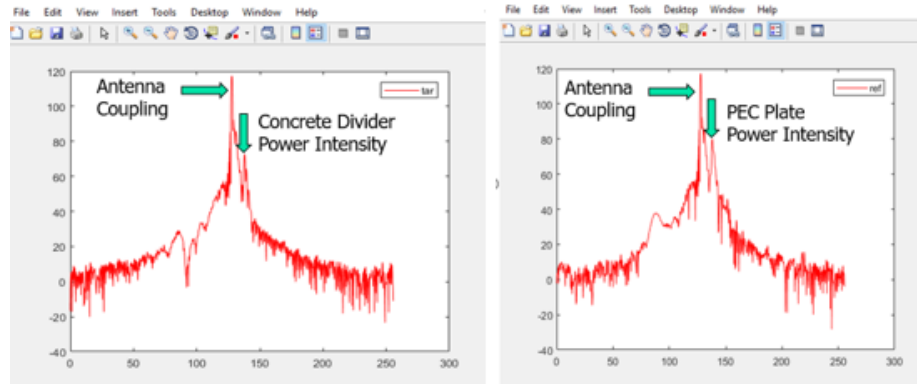 File Edit View Insert Tools Desktop Window Help
120
100
80
60
40
20
0
-20
-40
0 50 100 150 200 250 300
tar
Antenna
Coupling
Concrete Divider
Power Intensity
File Edit View Insert Tools Desktop Window Help
120
100
80
60
40
20
0
-20
-40
0 50 100 150 200 250 300
ref
Antenna
Coupling
PEC Plate
Power Intensity